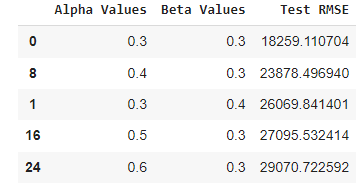 Alpha Values Beta Values Test RMSE
0 0.3 0.3 18259.110704
8 0.4 0.3 23878.496940
1 0.3 0.4 26069.841401
16 0.5 0.3 27095.532414
24 0.6 0.3 29070.722592